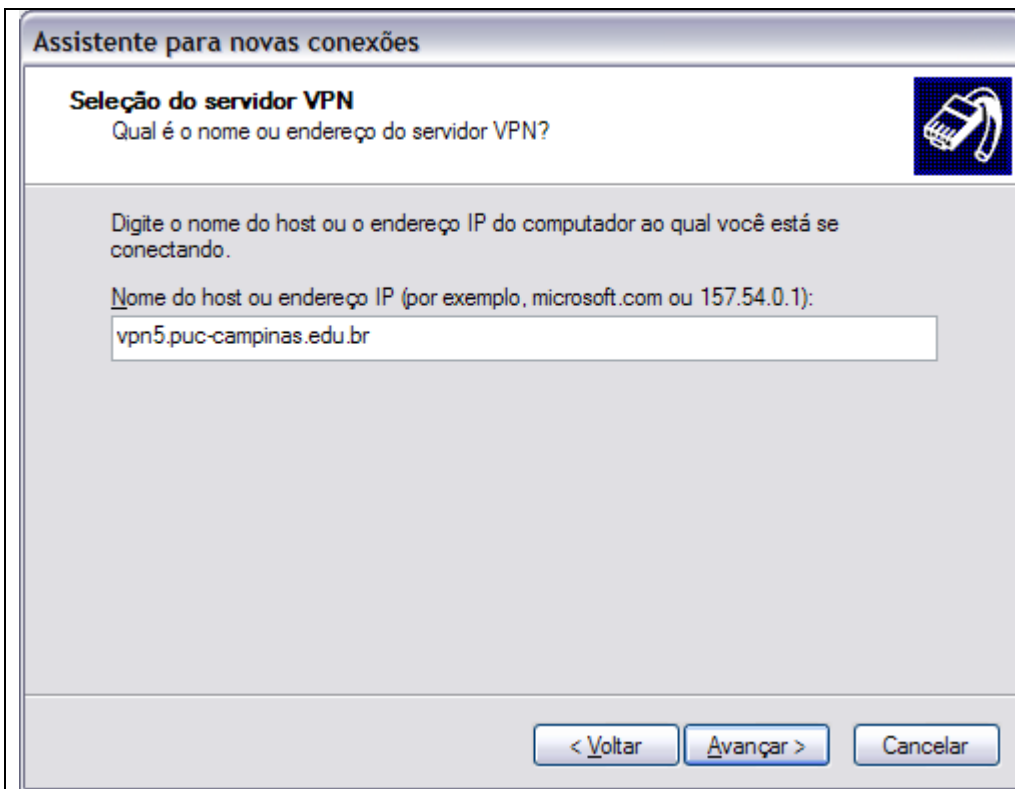 Assistente para novas conexões
Seleção do servidor VPN
Qual é o nome ou endereço do servidor VPN?
Digite o nome do host ou o endereço IP do computador ao qual você está se
conectando.
Nome do host ou endereço IP (por exemplo, microsoft.com ou 157.54.0.1):
vpn5.puc-campinas.edu.br
< Voltar
Avançar >
Cancelar